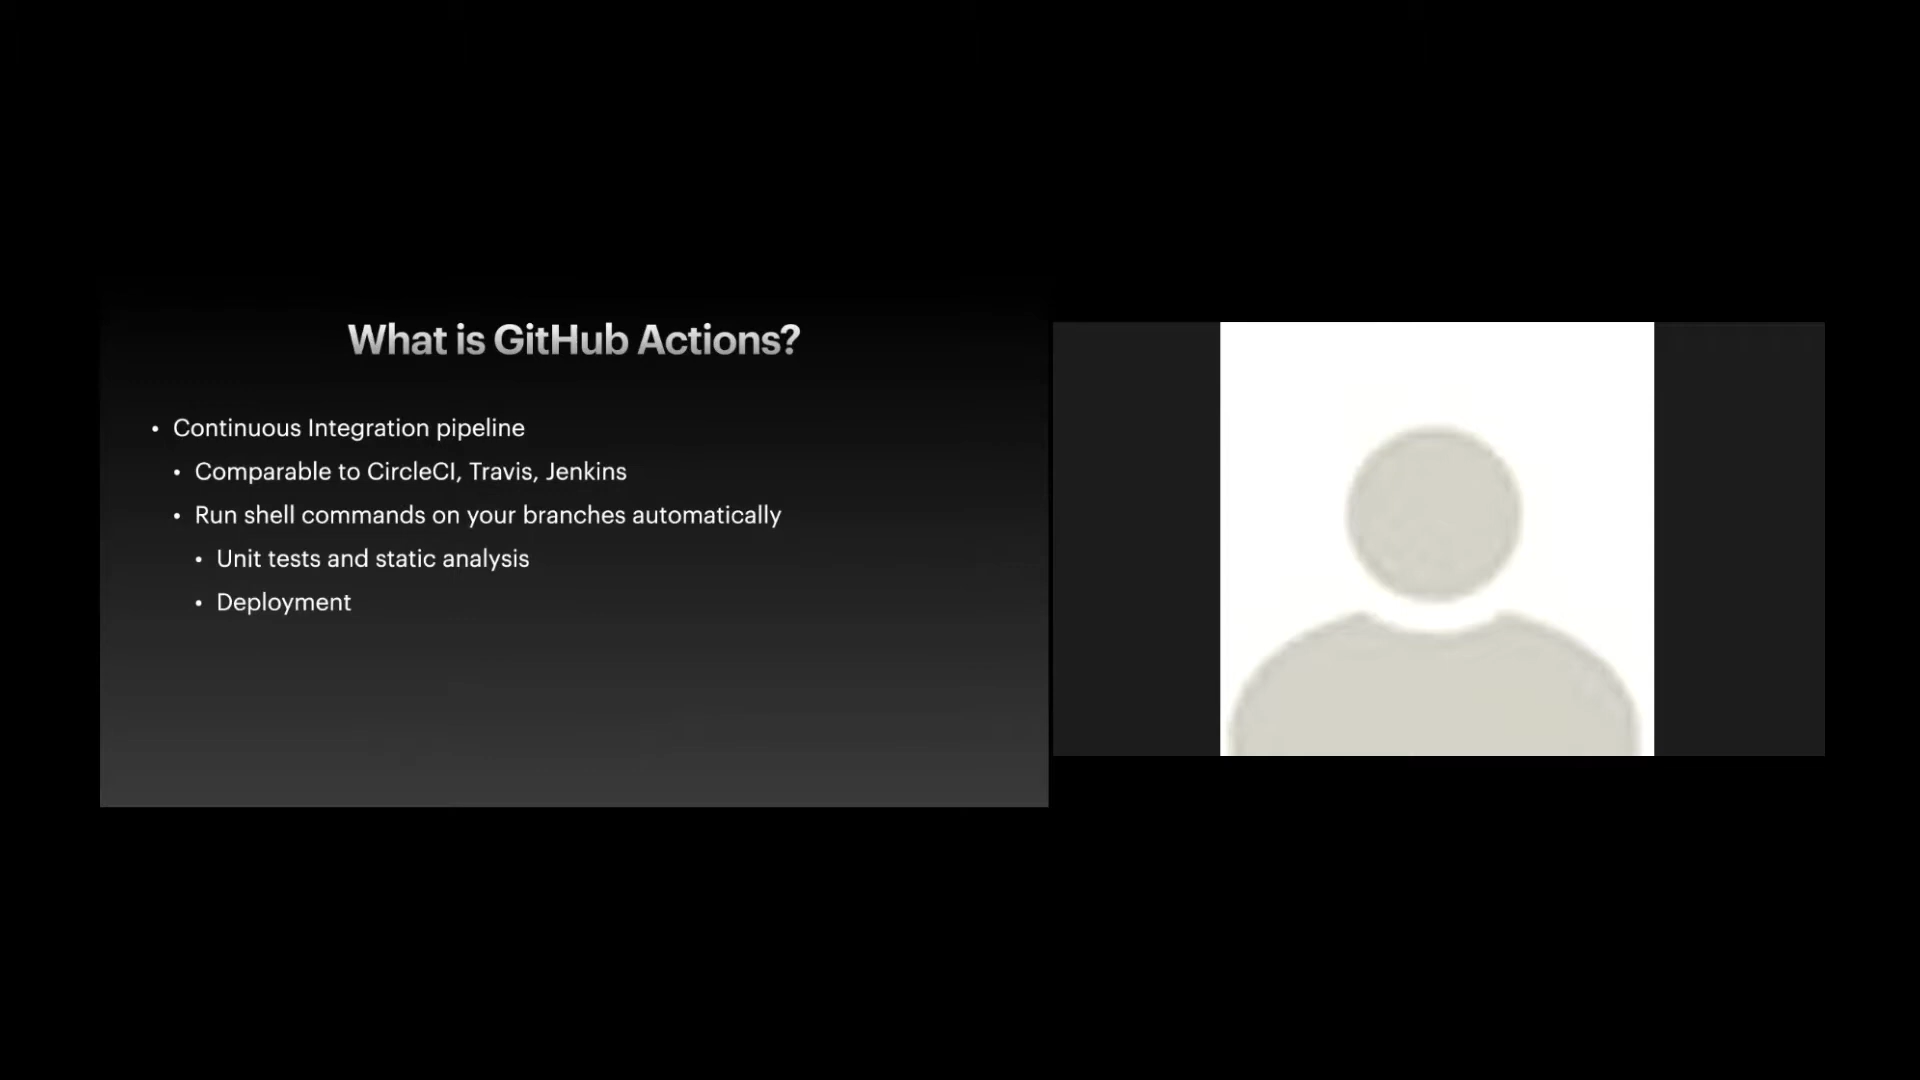 What is GitHub Actions?
• Continuous Integration pipeline
• Comparable to CircleCI, Travis, Jenkins
• Run shell commands on your branches automatically
• Unit tests and static analysis
• Deployment